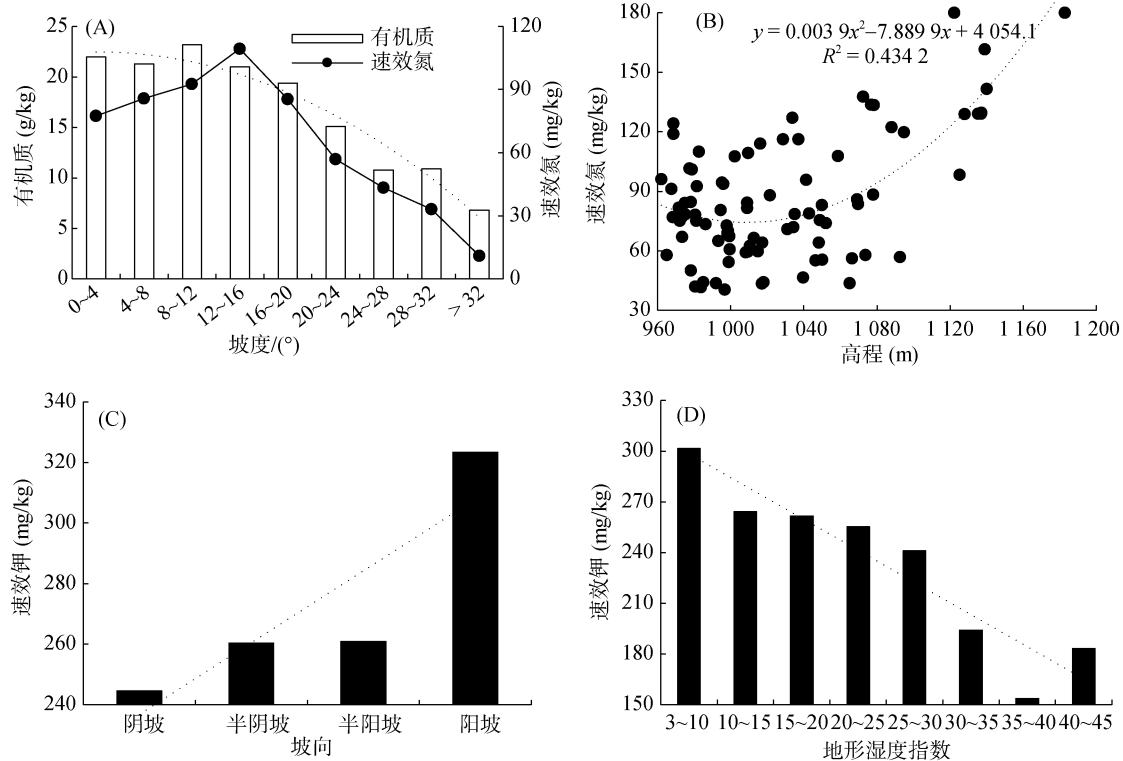 (A)
有机质
速效氮
25
20
15
10
5
0
有机质 (g/kg)
120
90
60
30
0
速效氮 (mg/kg)
0~4
4~8
8~12
12~16
16~20
20~24
24~28
28~32
>32
坡度/(°)
(B)
y = 0.003 9x²−7.889 9x + 4 054.1
R² = 0.434 2
180
150
120
90
60
30
速效氮 (mg/kg)
960 1 000 1 040 1 080 1 120 1 160 1 200
高程 (m)
(C)
340
320
300
280
260
240
速效钾 (mg/kg)
阴坡 半阴坡 半阳坡 阳坡
坡向
(D)
330
300
270
240
210
180
150
速效钾 (mg/kg)
3~10 10~15 15~20 20~25 25~30 30~35 35~40 40~45
地形湿度指数